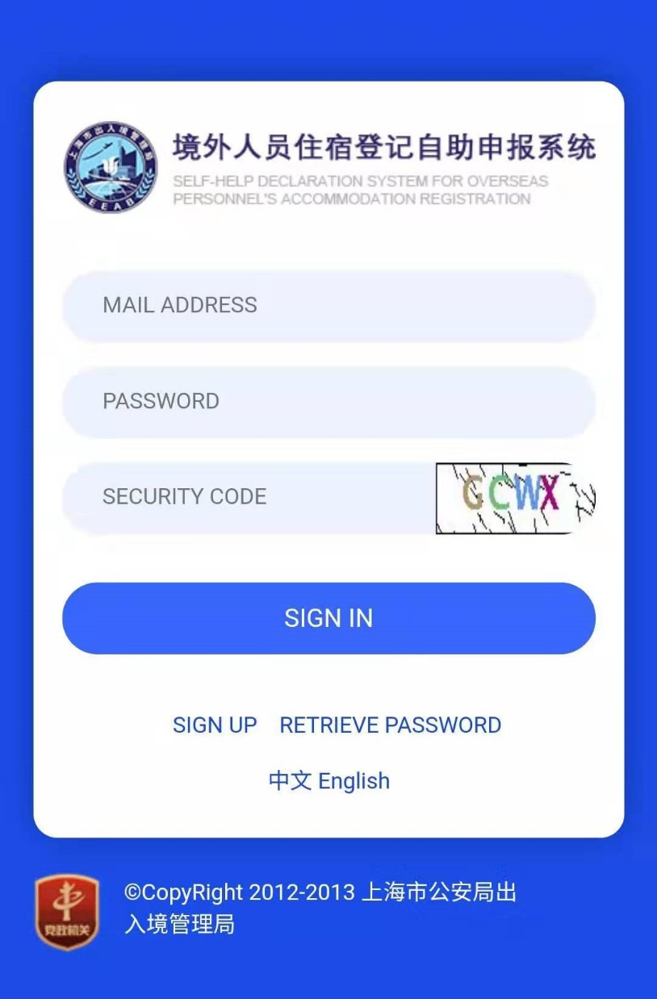 上海市出入境管理局
EEAB
境外人员住宿登记自助申报系统
SELF-HELP DECLARATION SYSTEM FOR OVERSEAS
PERSONNEL'S ACCOMMODATION REGISTRATION
MAIL ADDRESS
PASSWORD
SECURITY CODE
GCWX
SIGN IN
SIGN UP RETRIEVE PASSWORD
中文 English
©CopyRight 2012-2013 上海市公安局出
入境管理局
党政机关